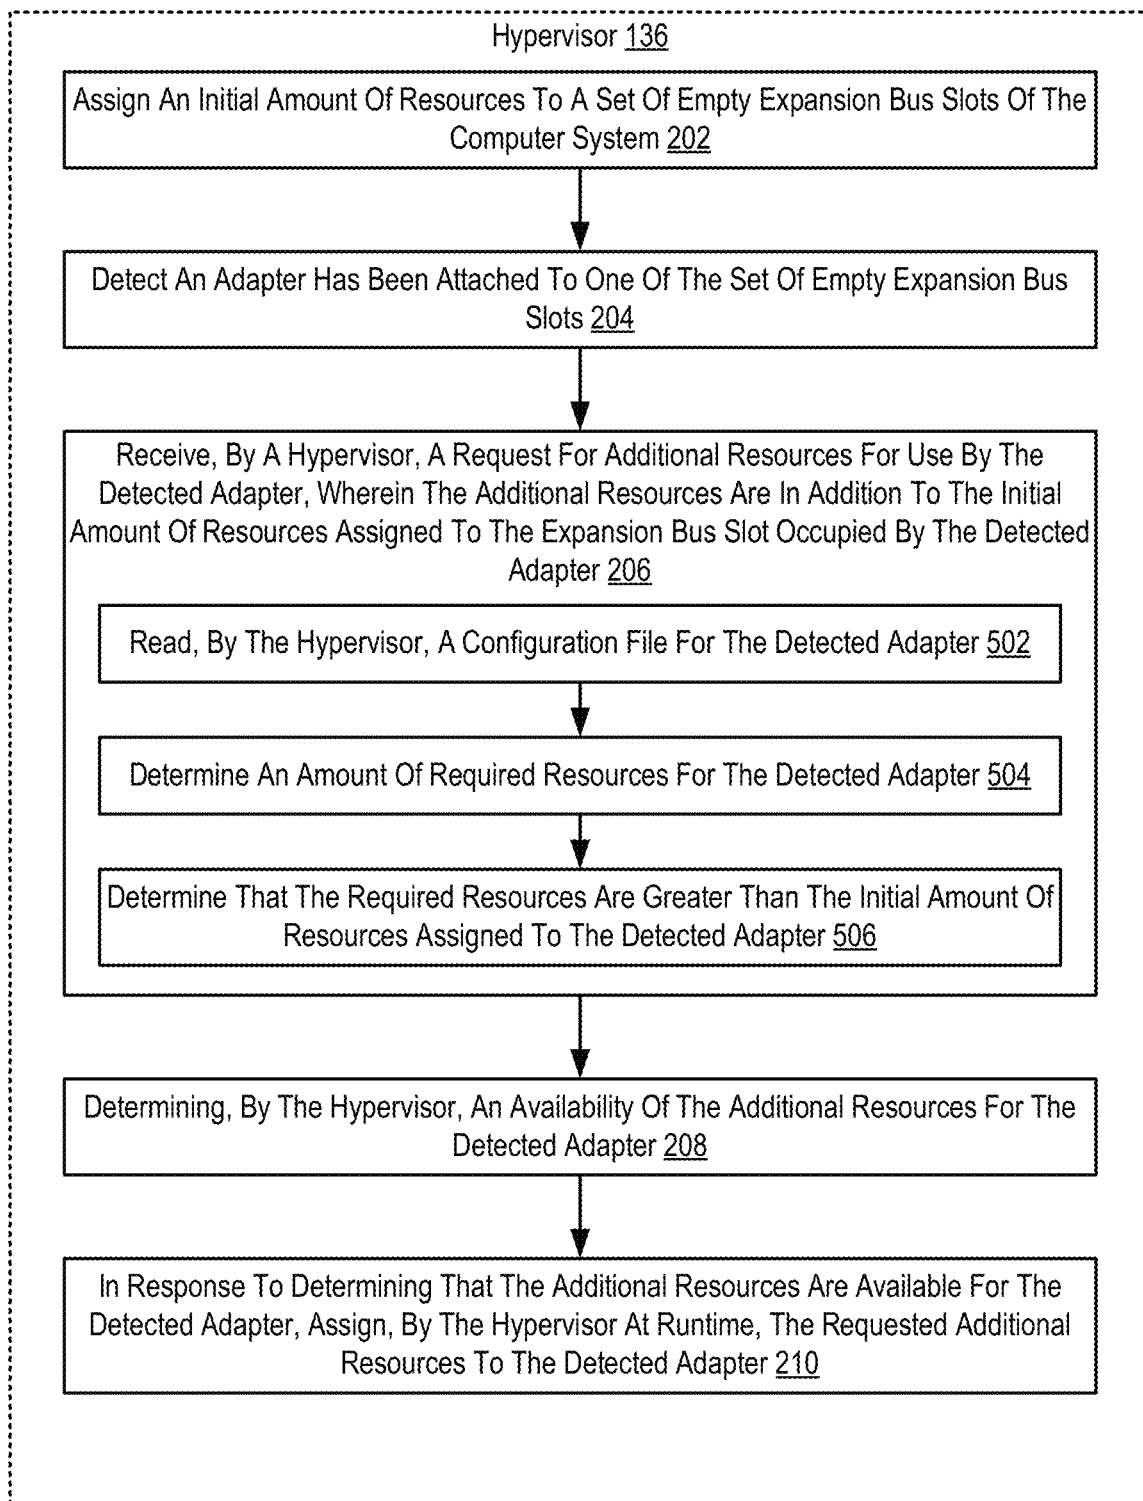 Hypervisor 136
Assign An Initial Amount Of Resources To A Set Of Empty Expansion Bus Slots Of The
Computer System 202
Detect An Adapter Has Been Attached To One Of The Set Of Empty Expansion Bus
Slots 204
Receive, By A Hypervisor, A Request For Additional Resources For Use By The
Detected Adapter, Wherein The Additional Resources Are In Addition To The Initial
Amount Of Resources Assigned To The Expansion Bus Slot Occupied By The Detected
Adapter 206
Read, By The Hypervisor, A Configuration File For The Detected Adapter 502
Determine An Amount Of Required Resources For The Detected Adapter 504
Determine That The Required Resources Are Greater Than The Initial Amount Of
Resources Assigned To The Detected Adapter 506
Determining, By The Hypervisor, An Availability Of The Additional Resources For The
Detected Adapter 208
In Response To Determining That The Additional Resources Are Available For The
Detected Adapter, Assign, By The Hypervisor At Runtime, The Requested Additional
Resources To The Detected Adapter 210